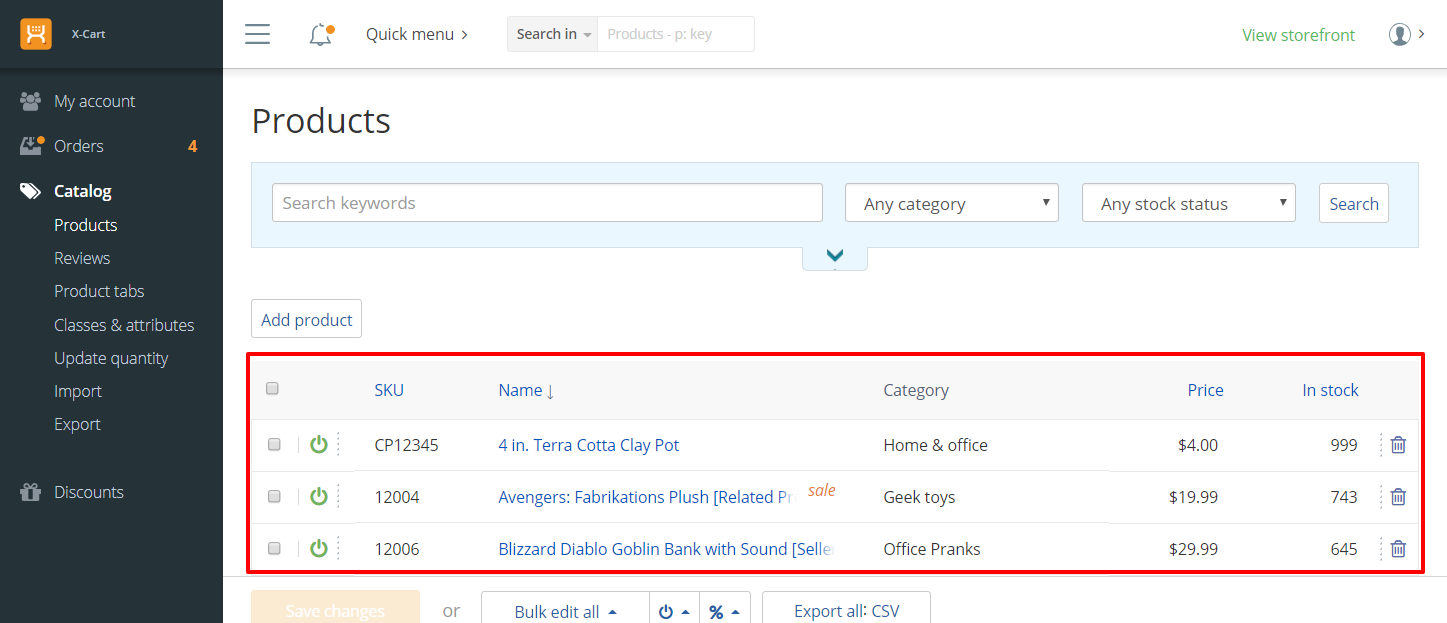 X-Cart
Quick menu
Search in
Products - p: key
View storefront
My account
Orders 4
Catalog
Products
Reviews
Product tabs
Classes & attributes
Update quantity
Import
Export
Discounts
Products
Search keywords
Any category
Any stock status
Search
Add product
SKU Name ↓ Category Price In stock
CP12345 4 in. Terra Cotta Clay Pot Home & office $4.00 999
12004 Avengers: Fabrikations Plush [Related Pr sale Geek toys $19.99 743
12006 Blizzard Diablo Goblin Bank with Sound [Selle Office Pranks $29.99 645
Save changes or Bulk edit all % Export all: CSV